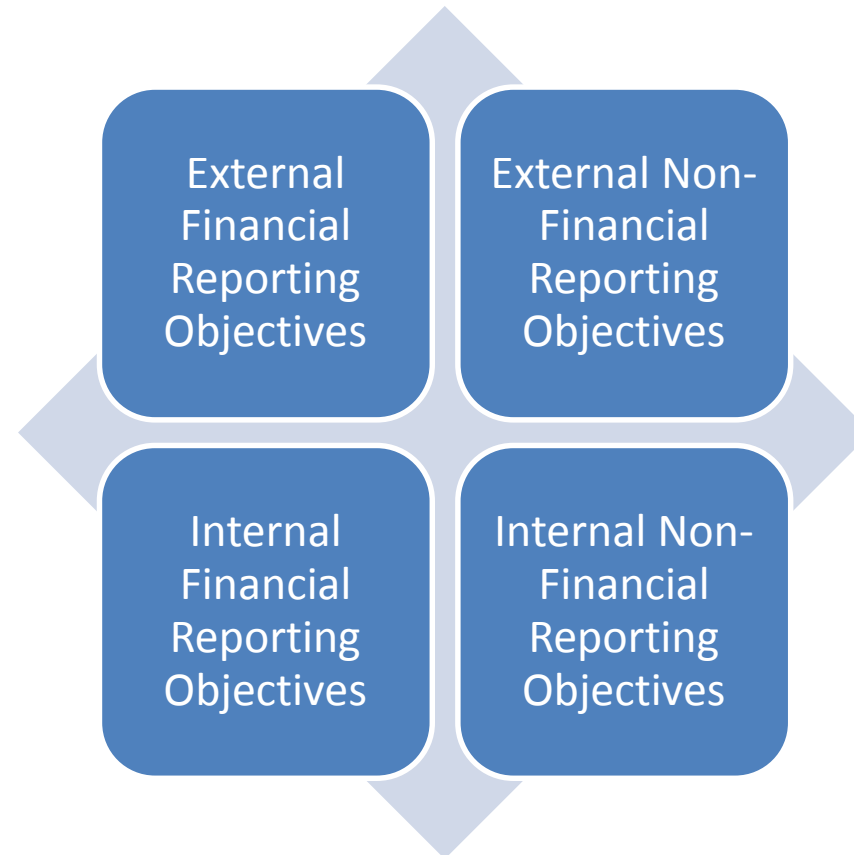 External
Financial
Reporting
Objectives
External Non-
Financial
Reporting
Objectives
Internal
Financial
Reporting
Objectives
Internal Non-
Financial
Reporting
Objectives